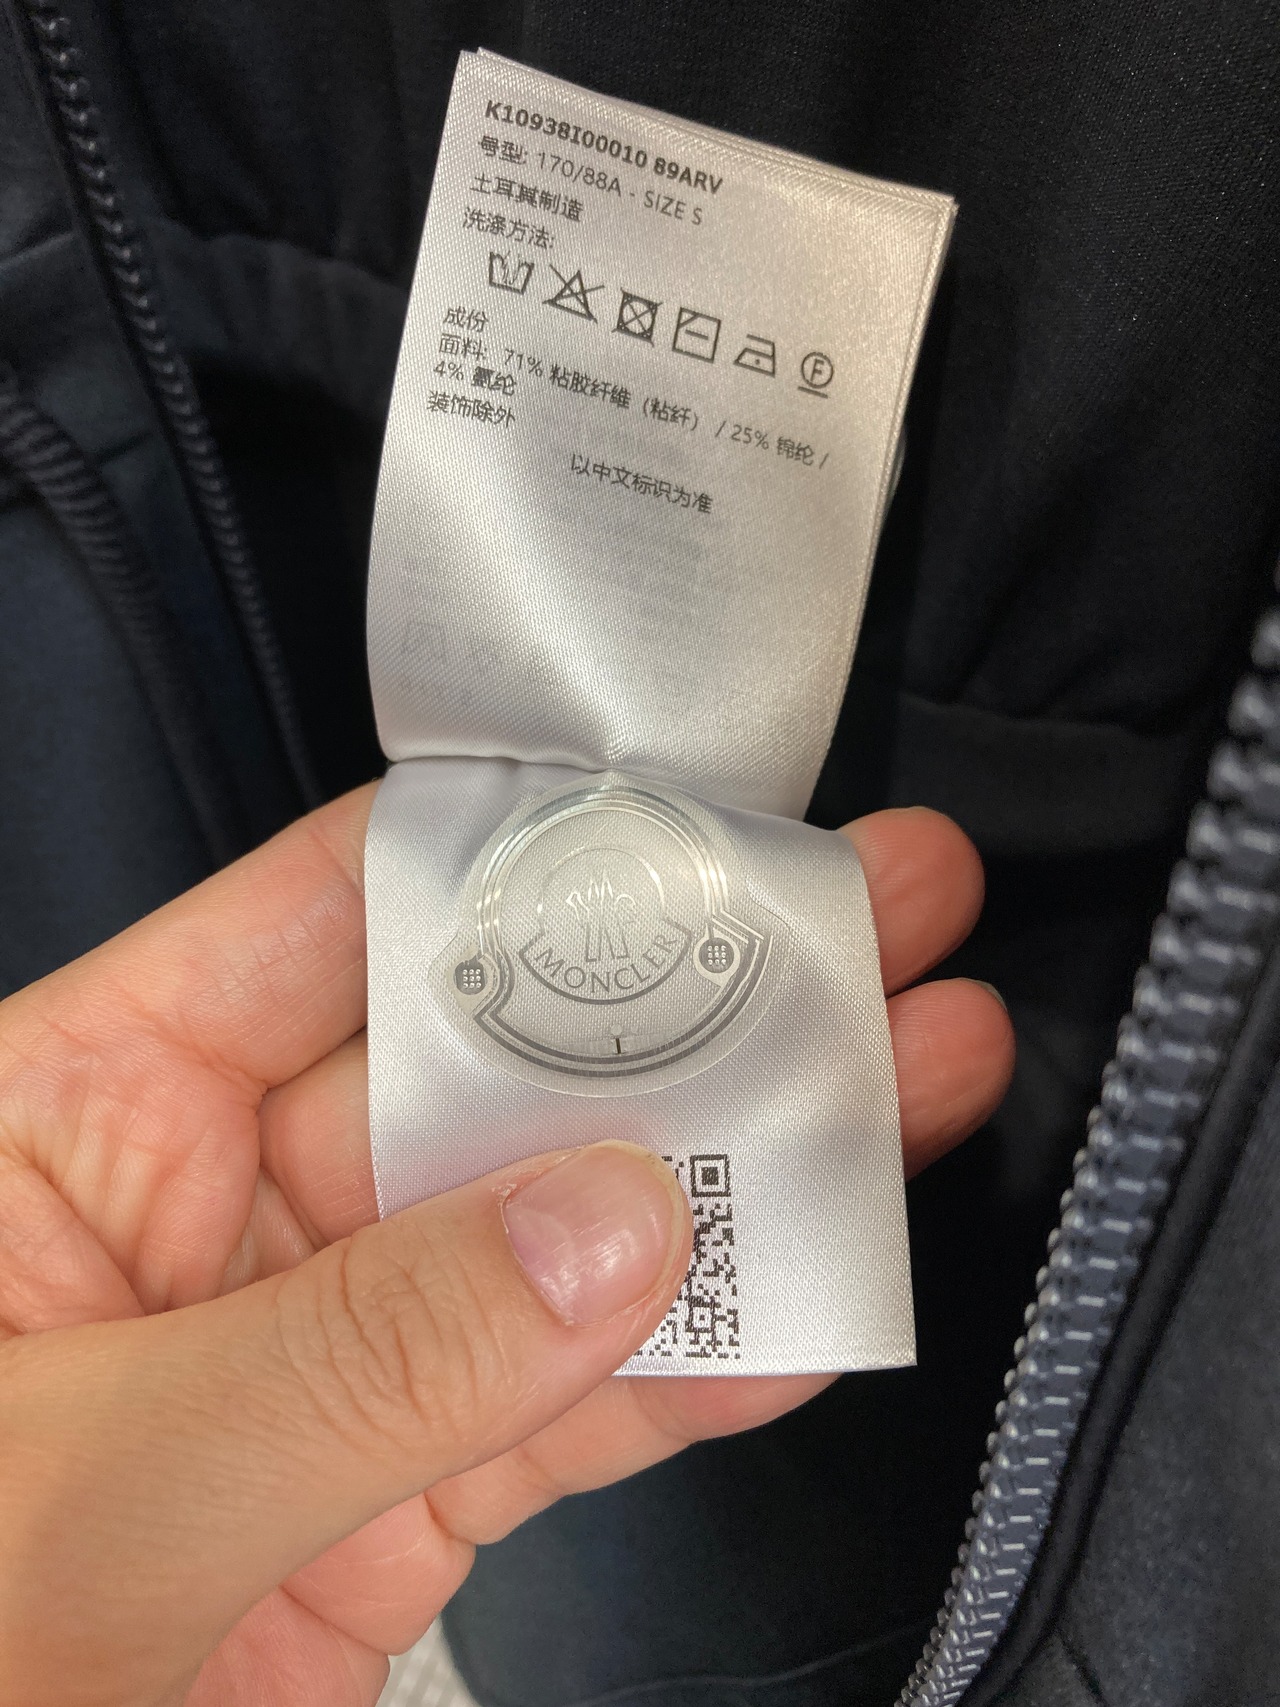 K10938I00010 89ARV
号型: 170/88A - SIZE S
土耳其制造
洗涤方法:
F
成份
面料: 71% 粘胶纤维（粘纤） / 25% 锦纶 /
4% 氨纶
装饰除外
以中文标识为准
MONCLER